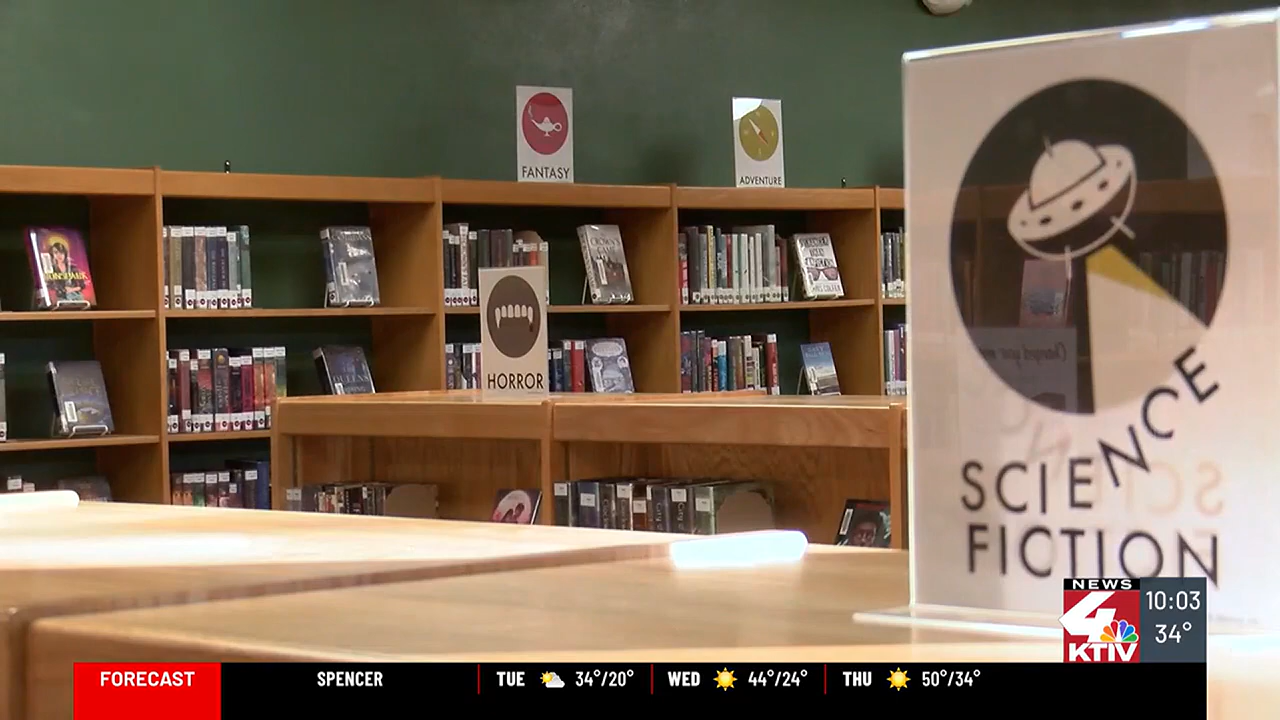 FANTASY
ADVENTURE
HORROR
SCIENCE
FICTION
NEWS
4
KTIV
10:03
34°
FORECAST
SPENCER
TUE 34°/20°
WED 44°/24°
THU 50°/34°